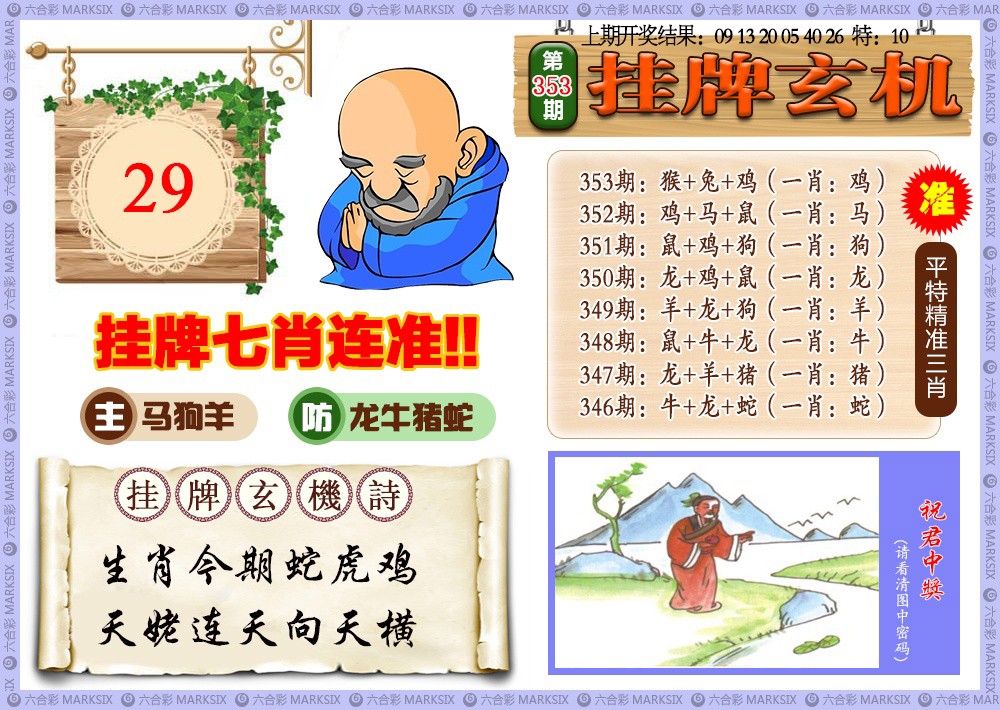 上期开奖结果：09 13 20 05 40 26 特：10
第
353
期
挂牌玄机
29
353期：猴+兔+鸡（一肖：鸡）
352期：鸡+马+鼠（一肖：马）
351期：鼠+鸡+狗（一肖：狗）
350期：龙+鸡+鼠（一肖：龙）
349期：羊+龙+狗（一肖：羊）
348期：鼠+牛+龙（一肖：牛）
347期：龙+羊+猪（一肖：猪）
346期：牛+龙+蛇（一肖：蛇）
准
平特精准三肖
挂牌七肖连准!!
主 马狗羊
防 龙牛猪蛇
挂牌玄機詩
生肖今期蛇虎鸡
天姥连天向天横
祝君中奖
（请看清图中密码）
六合彩 MARKSIX